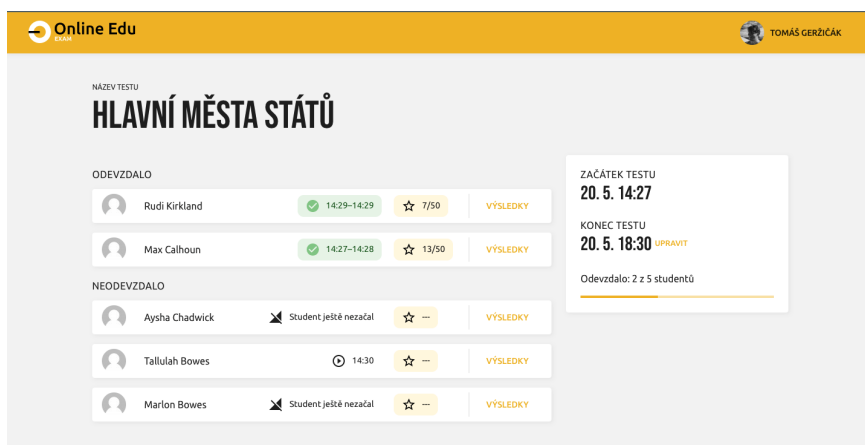 Online Edu
EXAM
TOMÁŠ GERŽIČÁK
NÁZEV TESTU
HLAVNÍ MĚSTA STÁTŮ
ODEVZDALO
Rudi Kirkland 14:29–14:29 7/50 VÝSLEDKY
Max Calhoun 14:27–14:28 13/50 VÝSLEDKY
NEODEVZDALO
Aysha Chadwick Student ještě nezačal --- VÝSLEDKY
Tallulah Bowes 14:30 --- VÝSLEDKY
Marlon Bowes Student ještě nezačal --- VÝSLEDKY
ZAČÁTEK TESTU
20. 5. 14:27
KONEC TESTU
20. 5. 18:30 UPRAVIT
Odevzdalo: 2 z 5 studentů